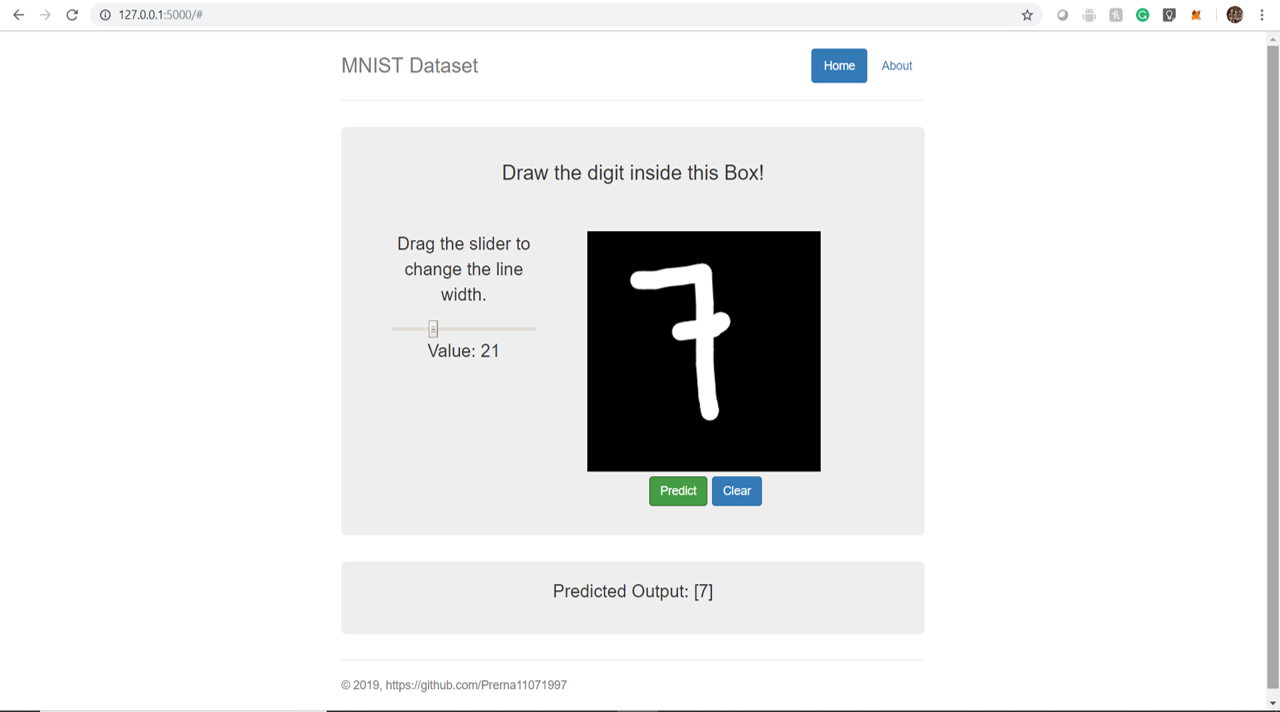 127.0.0.1:5000/#
MNIST Dataset
Home
About
Draw the digit inside this Box!
Drag the slider to
change the line
width.
Value: 21
7
Predict
Clear
Predicted Output: [7]
© 2019, https://github.com/Prerna11071997